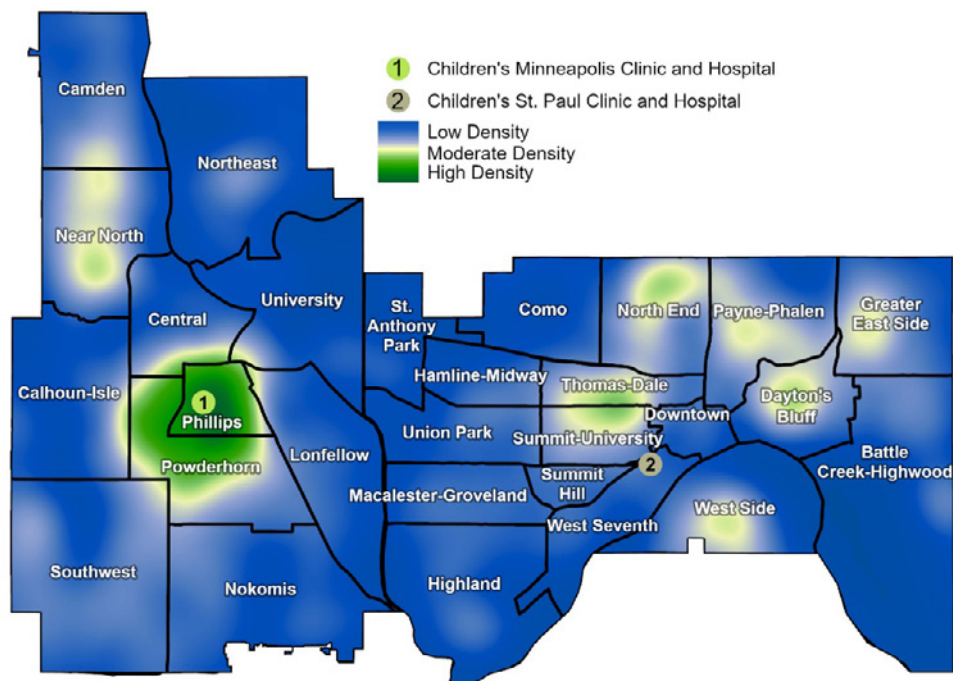 1 Children's Minneapolis Clinic and Hospital
2 Children's St. Paul Clinic and Hospital
Low Density
Moderate Density
High Density
Camden
Northeast
Near North
University
Central
St.
Anthony
Park
Como
North End
Payne-Phalen
Greater
East Side
Hamline-Midway
Thomas-Dale
Calhoun-Isle
1
Phillips
Dayton's
Bluff
Downtown
Union Park
Summit-University
Powderhorn
Lonfellow
Battle
Creek-Highwood
2
Summit
Hill
Macalester-Groveland
West Side
West Seventh
Southwest
Nokomis
Highland